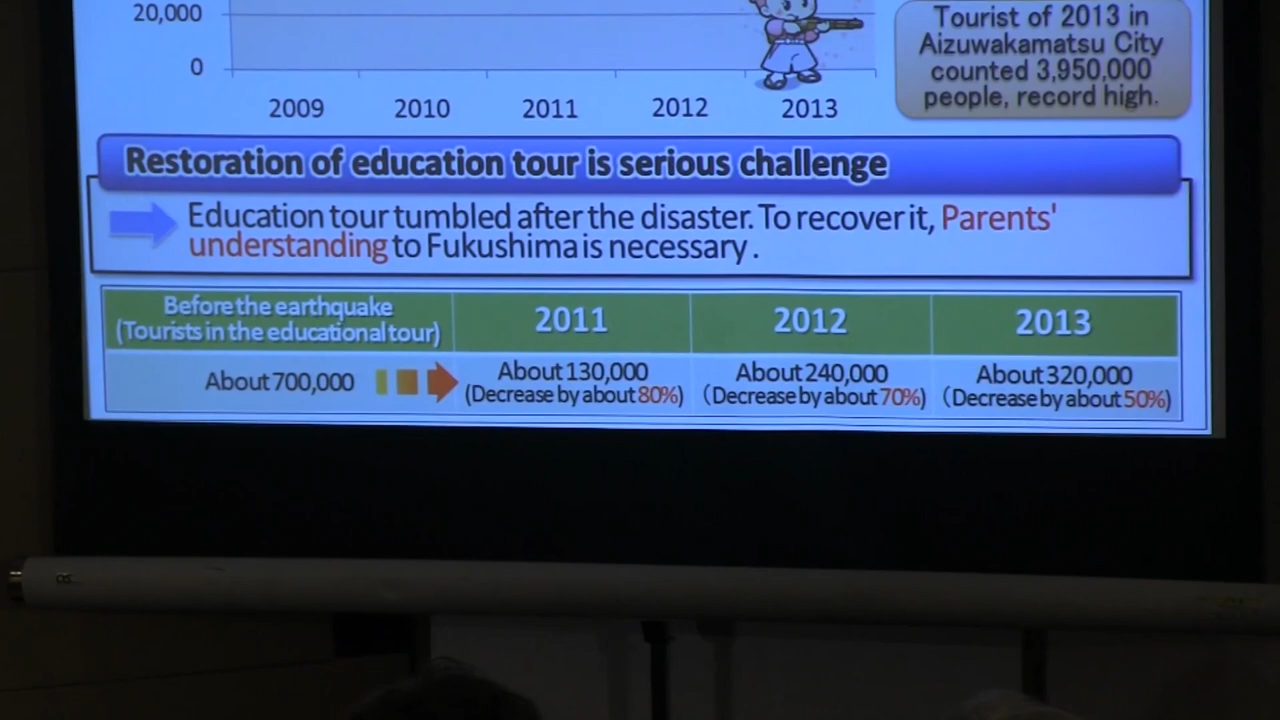 20,000
0
2009 2010 2011 2012 2013
Tourist of 2013 in
Aizuwakamatsu City
counted 3,950,000
people, record high.
Restoration of education tour is serious challenge
Education tour tumbled after the disaster. To recover it, Parents'
understanding to Fukushima is necessary.
Before the earthquake
(Tourists in the educational tour)
2011
2012
2013
About 700,000
About 130,000
(Decrease by about 80%)
About 240,000
(Decrease by about 70%)
About 320,000
(Decrease by about 50%)
OS